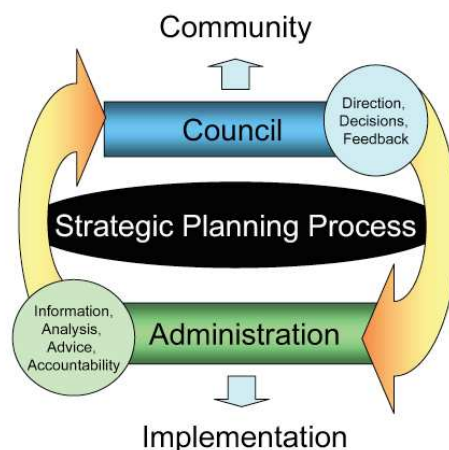 Community
Council
Direction,
Decisions,
Feedback
Strategic Planning Process
Information,
Analysis,
Advice,
Accountability
Administration
Implementation